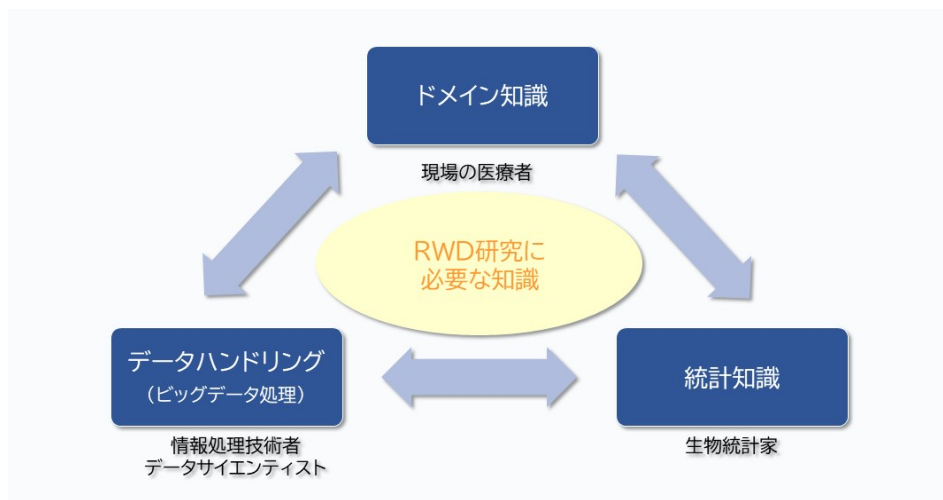 ドメイン知識
現場の医療者
RWD研究に
必要な知識
データハンドリング
（ビッグデータ処理）
情報処理技術者
データサイエンティスト
統計知識
生物統計家